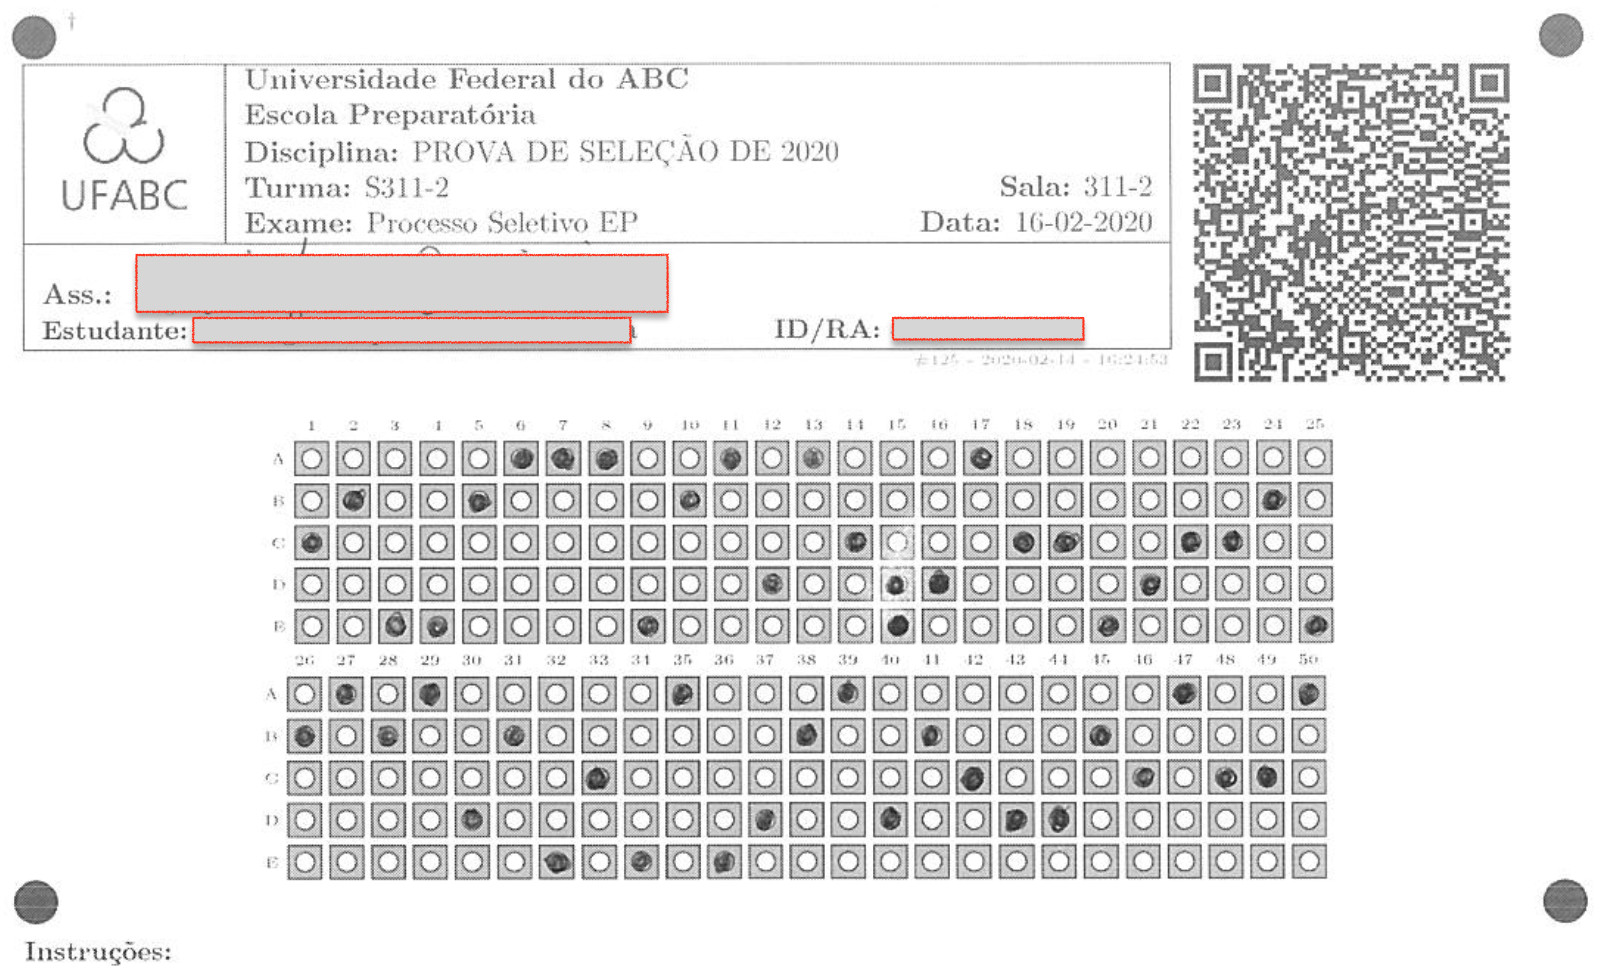 †
UFABC
Universidade Federal do ABC
Escola Preparatória
Disciplina: PROVA DE SELEÇÃO DE 2020
Turma: S311-2
Sala: 311-2
Exame: Processo Seletivo EP
Data: 16-02-2020
Ass.:
Estudante:
ID/RA:
#125 - 2020-02-14 - 16:24:53
1 2 3 4 5 6 7 8 9 10 11 12 13 14 15 16 17 18 19 20 21 22 23 24 25
A
B
C
D
E
26 27 28 29 30 31 32 33 34 35 36 37 38 39 40 41 42 43 44 45 46 47 48 49 50
A
B
C
D
E
Instruções: